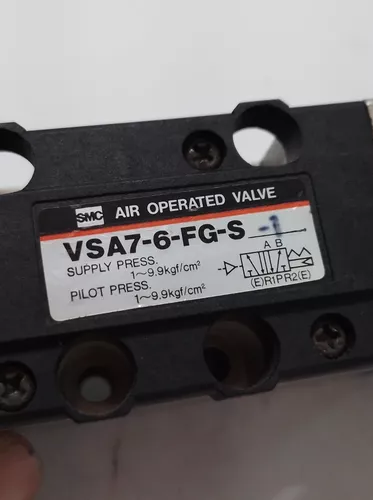 SMC AIR OPERATED VALVE
VSA7-6-FG-S -1
SUPPLY PRESS.
1~9.9kgf/cm²
PILOT PRESS.
1~9.9kgf/cm²
A B
(E)R1PR2(E)